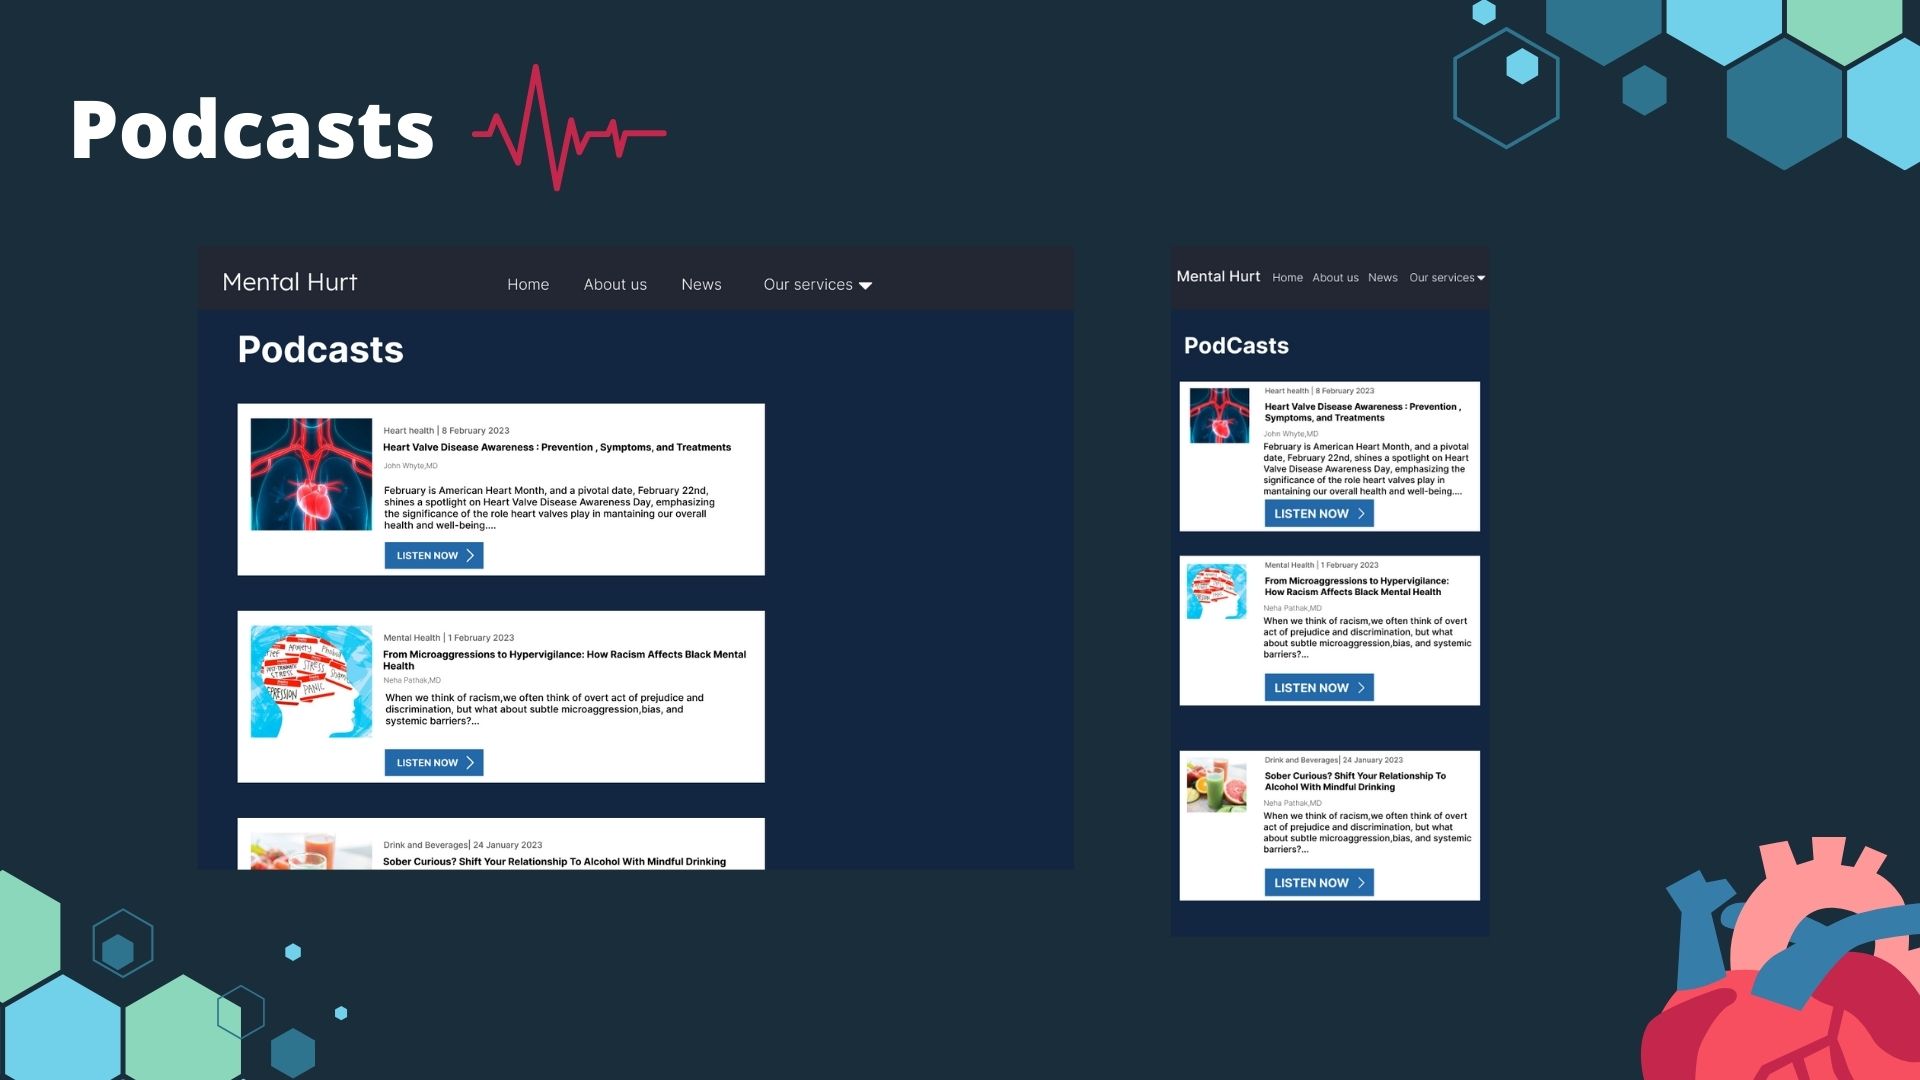 Podcasts
Mental Hurt
Home About us News Our services
Podcasts
Heart health | 8 February 2023
Heart Valve Disease Awareness : Prevention , Symptoms, and Treatments
John Whyte,MD
February is American Heart Month, and a pivotal date, February 22nd,
shines a spotlight on Heart Valve Disease Awareness Day, emphasizing
the significance of the role heart valves play in mantaining our overall
health and well-being....
LISTEN NOW
Anxiety
STRESS
STRESS
PANIC
Mental Health | 1 February 2023
From Microaggressions to Hypervigilance: How Racism Affects Black Mental
Health
Neha Pathak,MD
When we think of racism,we often think of overt act of prejudice and
discrimination, but what about subtle microaggression,bias, and
systemic barriers?...
LISTEN NOW
Drink and Beverages| 24 January 2023
Sober Curious? Shift Your Relationship To Alcohol With Mindful Drinking
Mental Hurt Home About us News Our services
PodCasts
Heart health | 8 February 2023
Heart Valve Disease Awareness : Prevention ,
Symptoms, and Treatments
John Whyte,MD
February is American Heart Month, and a pivotal
date, February 22nd, shines a spotlight on Heart
Valve Disease Awareness Day, emphasizing the
significance of the role heart valves play in
mantaining our overall health and well-being....
LISTEN NOW
Mental Health | 1 February 2023
From Microaggressions to Hypervigilance:
How Racism Affects Black Mental Health
Neha Pathak,MD
When we think of racism,we often think of overt
act of prejudice and discrimination, but what
about subtle microaggression,bias, and systemic
barriers?...
LISTEN NOW
Drink and Beverages| 24 January 2023
Sober Curious? Shift Your Relationship To
Alcohol With Mindful Drinking
Neha Pathak,MD
When we think of racism,we often think of overt
act of prejudice and discrimination, but what
about subtle microaggression,bias, and systemic
barriers?...
LISTEN NOW